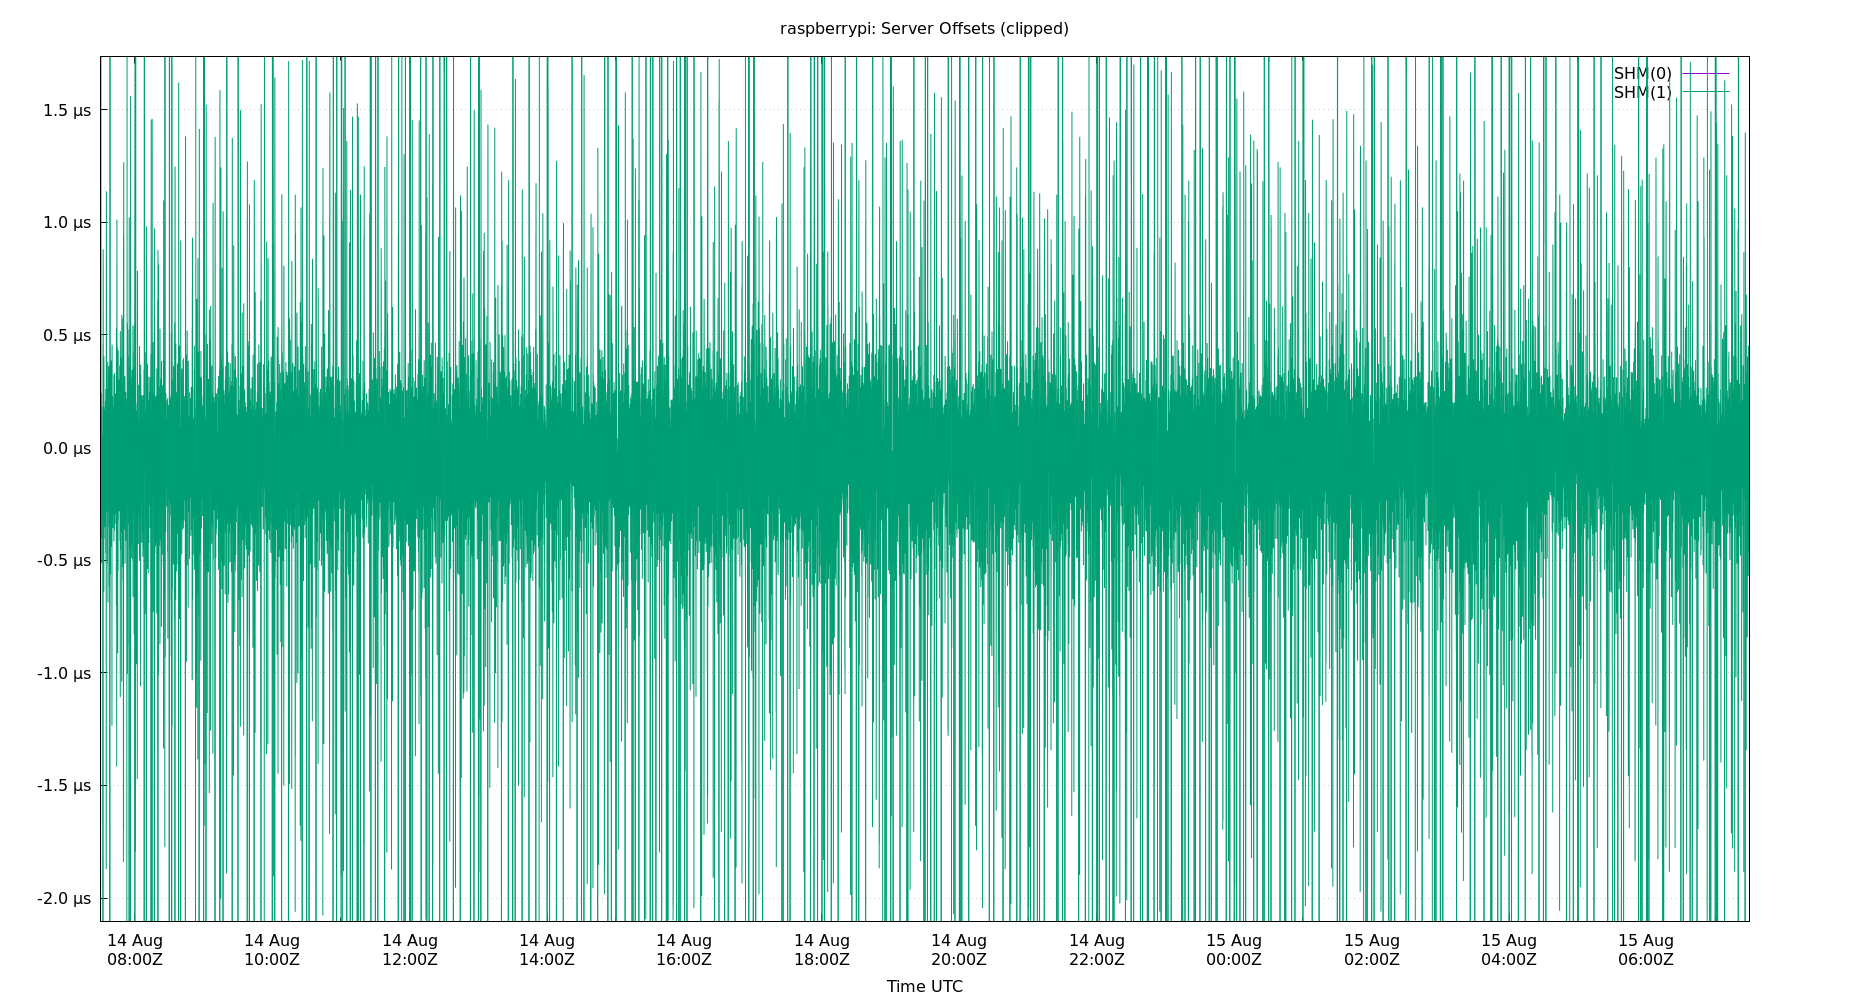 raspberrypi: Server Offsets (clipped)
SHM(0)
SHM(1)
1.5 µs
1.0 µs
0.5 µs
0.0 µs
-0.5 µs
-1.0 µs
-1.5 µs
-2.0 µs
14 Aug 14 Aug 14 Aug 14 Aug 14 Aug 14 Aug 14 Aug 14 Aug 15 Aug 15 Aug 15 Aug 15 Aug
08:00Z 10:00Z 12:00Z 14:00Z 16:00Z 18:00Z 20:00Z 22:00Z 00:00Z 02:00Z 04:00Z 06:00Z
Time UTC